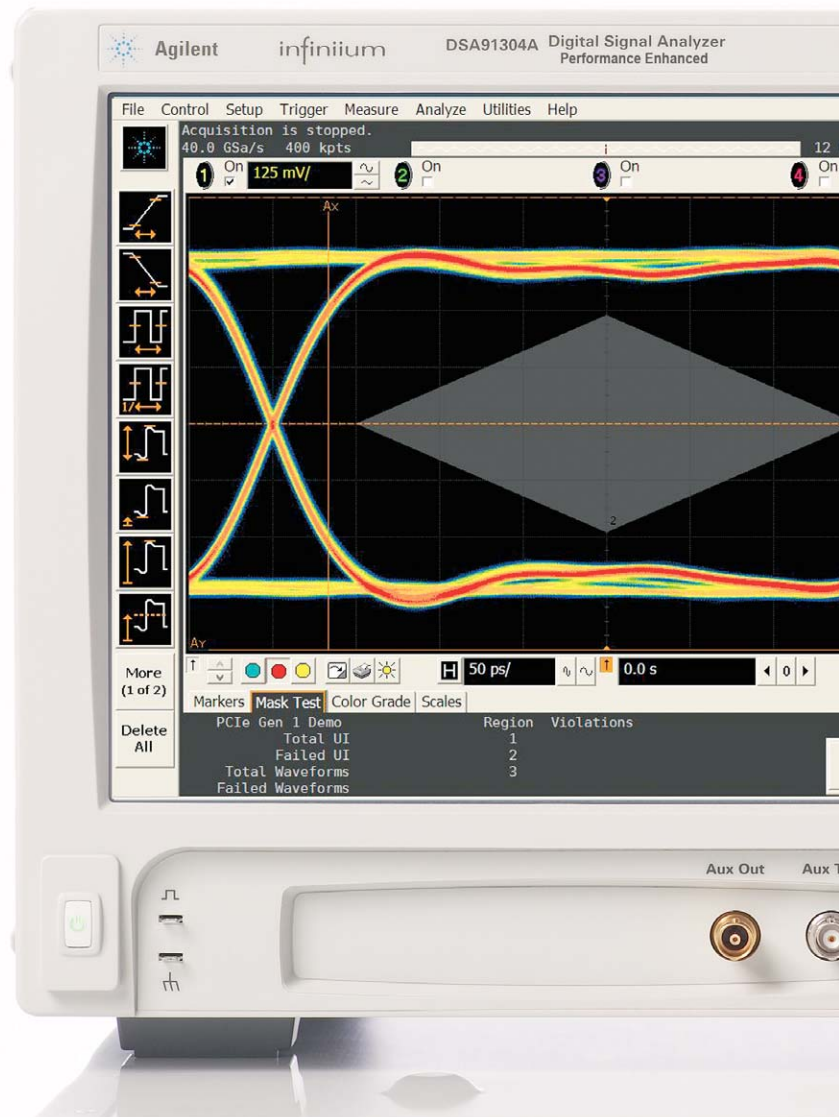 Agilent infiniium DSA91304A Digital Signal Analyzer
Performance Enhanced
File Control Setup Trigger Measure Analyze Utilities Help
Acquisition is stopped.
40.0 GSa/s 400 kpts 12
1 On 125 mV/ 2 On 3 On 4 On
Ax
2
Ay
More
(1 of 2)
Delete
All
H 50 ps/ 0.0 s 0
Markers Mask Test Color Grade Scales
PCIe Gen 1 Demo Region Violations
Total UI 1
Failed UI 2
Total Waveforms 3
Failed Waveforms
1/
Aux Out Aux T